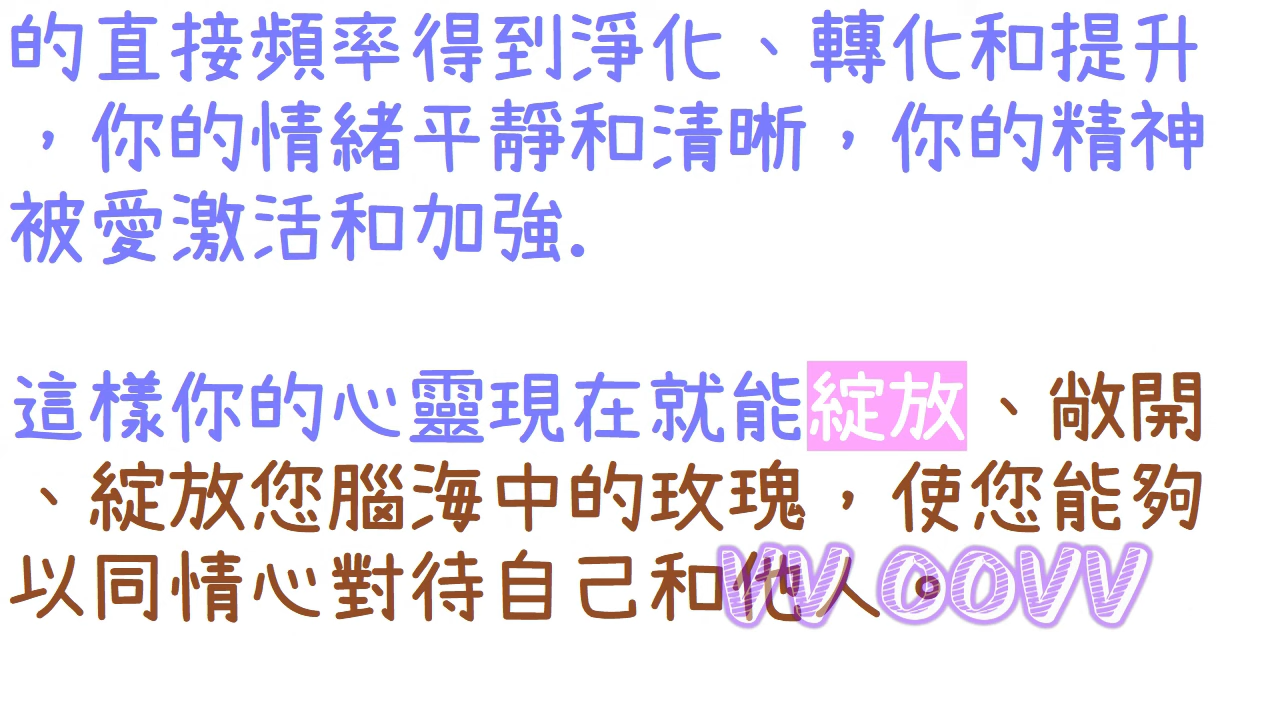 的直接頻率得到淨化、轉化和提升
，你的情緒平靜和清晰，你的精神
被愛激活和加強.
這樣你的心靈現在就能綻放、敞開
、綻放您腦海中的玫瑰，使您能夠
以同情心對待自己和他人。
VV OOVV